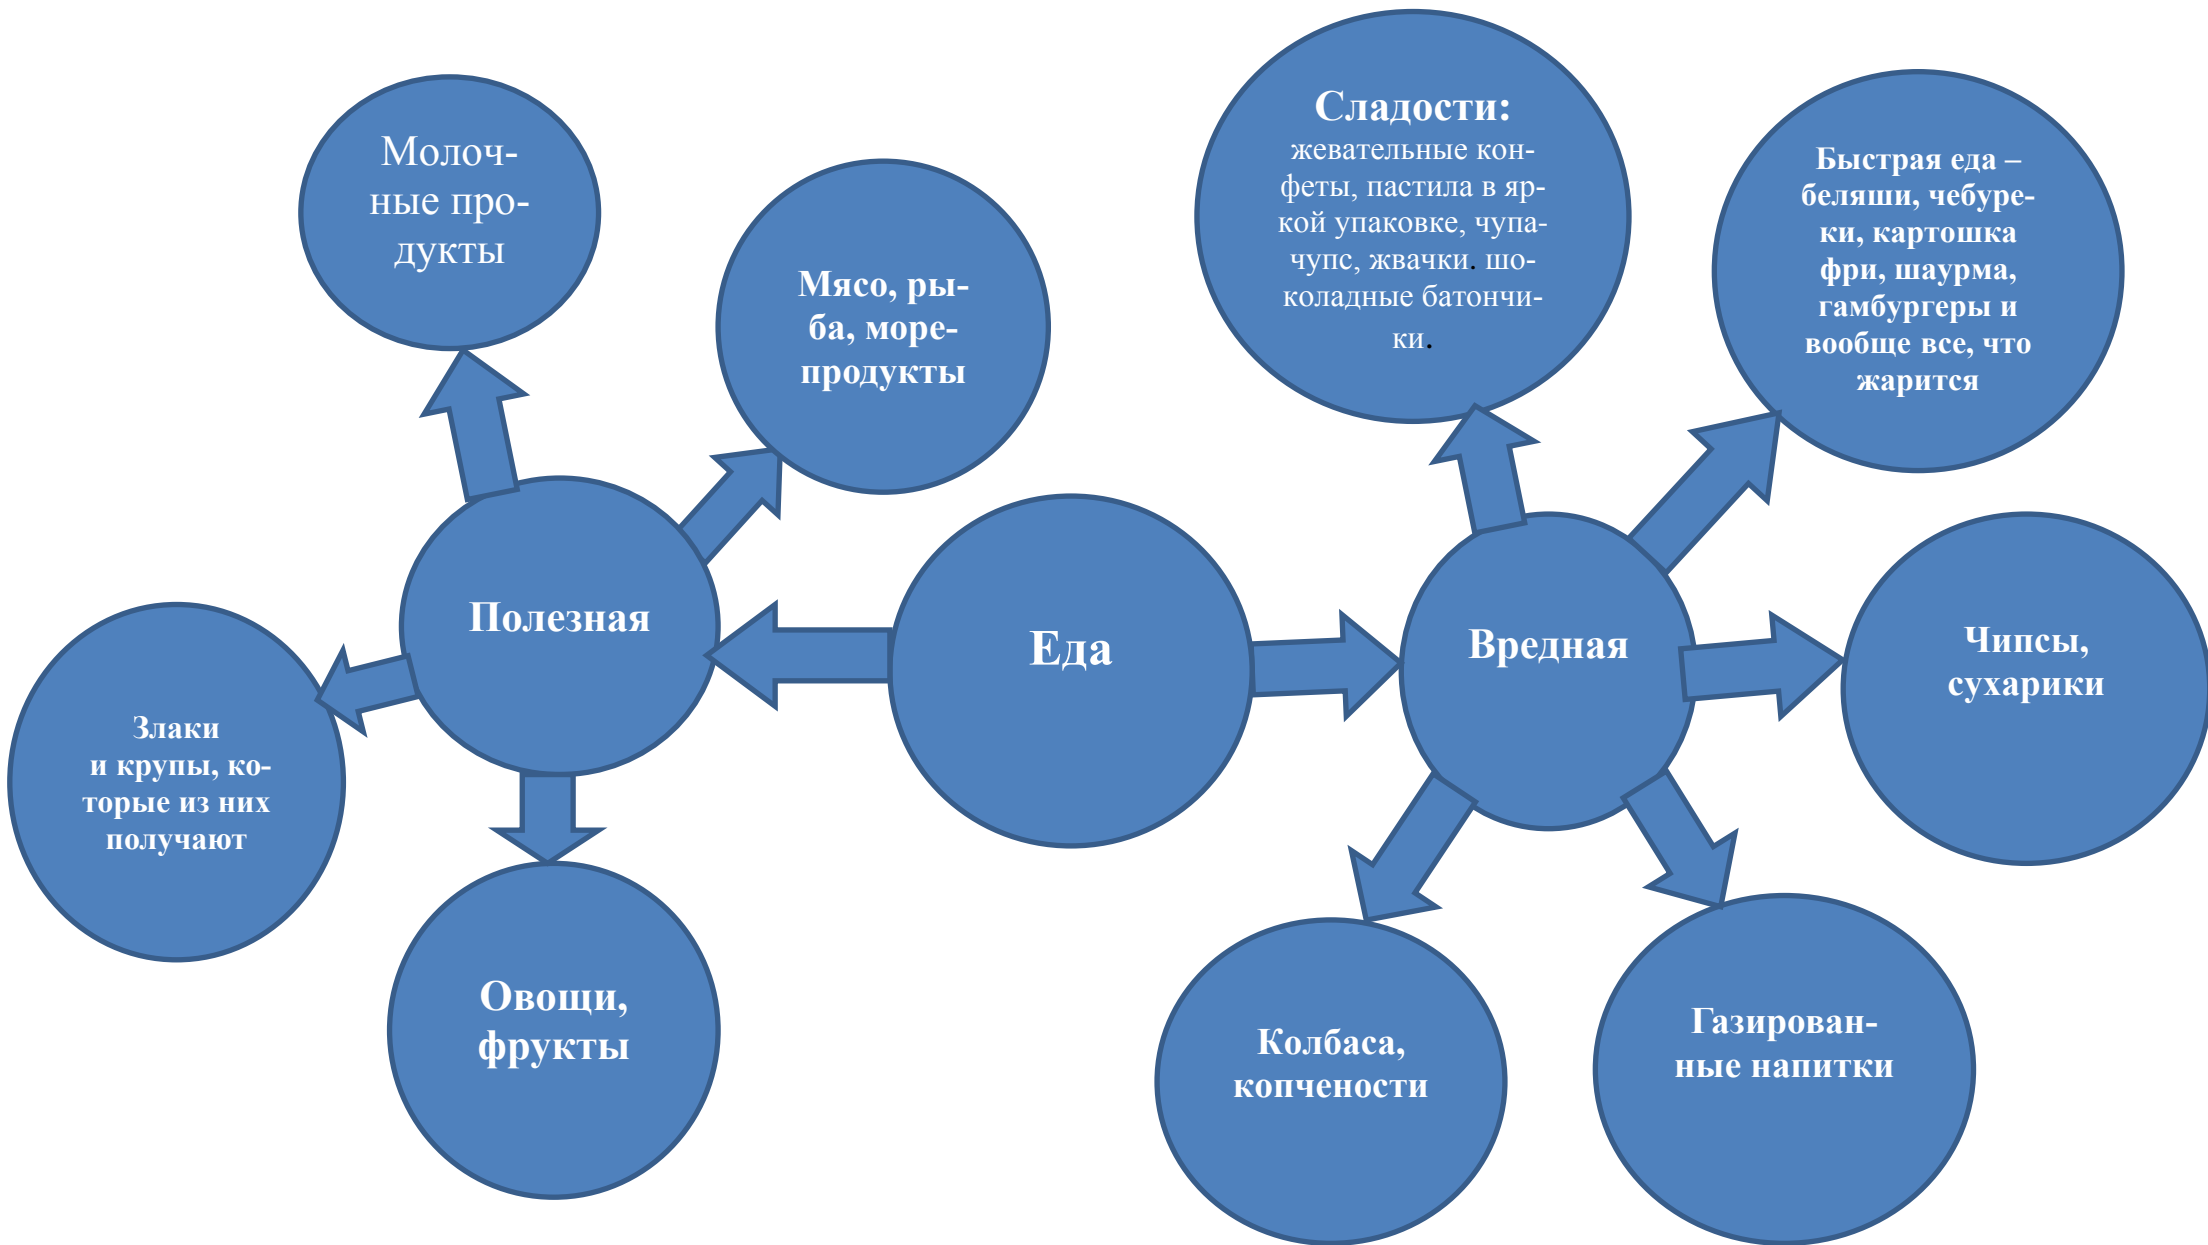 Молоч-
ные про-
дукты
Мясо, ры-
ба, море-
продукты
Сладости:
жевательные кон-
феты, пастила в яр-
кой упаковке, чупа-
чупс, жвачки. шо-
коладные батончи-
ки.
Быстрая еда –
беляши, чебуре-
ки, картошка
фри, шаурма,
гамбургеры и
вообще все, что
жарится
Полезная
Еда
Вредная
Чипсы,
сухарики
Злаки
и крупы, ко-
торые из них
получают
Овощи,
фрукты
Колбаса,
копчености
Газирован-
ные напитки